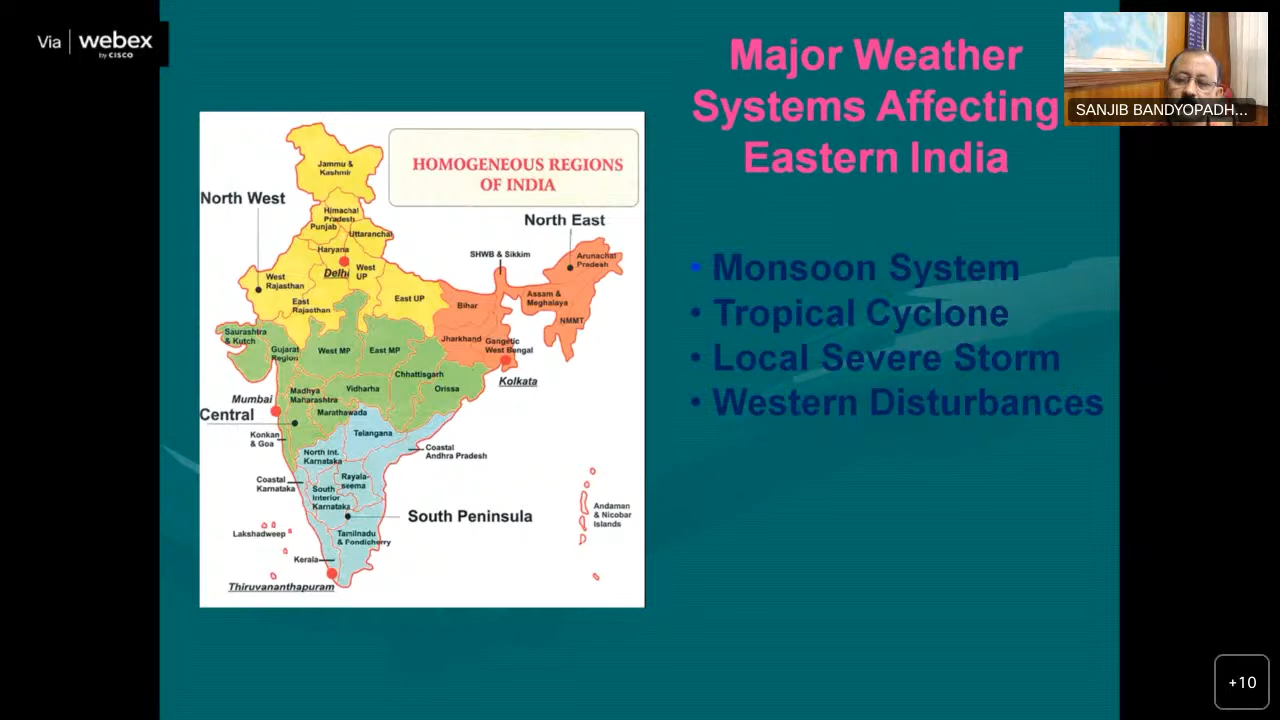 Via webex
by CISCO
Major Weather
Systems Affecting
Eastern India
SANJIB BANDYOPADH...
• Monsoon System
• Tropical Cyclone
• Local Severe Storm
• Western Disturbances
HOMOGENEOUS REGIONS
OF INDIA
North West
North East
Jammu &
Kashmir
Himachal
Pradesh
Punjab
Uttaranchal
Haryana
Delhi
West
UP
West
Rajasthan
East
Rajasthan
East UP
SHWB & Sikkim
Arunachal
Pradesh
Bihar
Assam &
Meghalaya
NMMT
Saurashtra
& Kutch
Gujarat
Region
West MP
East MP
Jharkhand
Gangetic
West Bengal
Chhattisgarh
Kolkata
Orissa
Vidharha
Madhya
Maharashtra
Mumbai
Marathawada
Central
Telangana
Konkan
& Goa
North Int.
Karnataka
Coastal
Andhra Pradesh
Coastal
Karnataka
Rayala-
seema
South
Interior
Karnataka
Andaman
& Nicobar
Islands
South Peninsula
Lakshadweep
Tamilnadu
& Pondicherry
Kerala
Thiruvananthapuram
+10